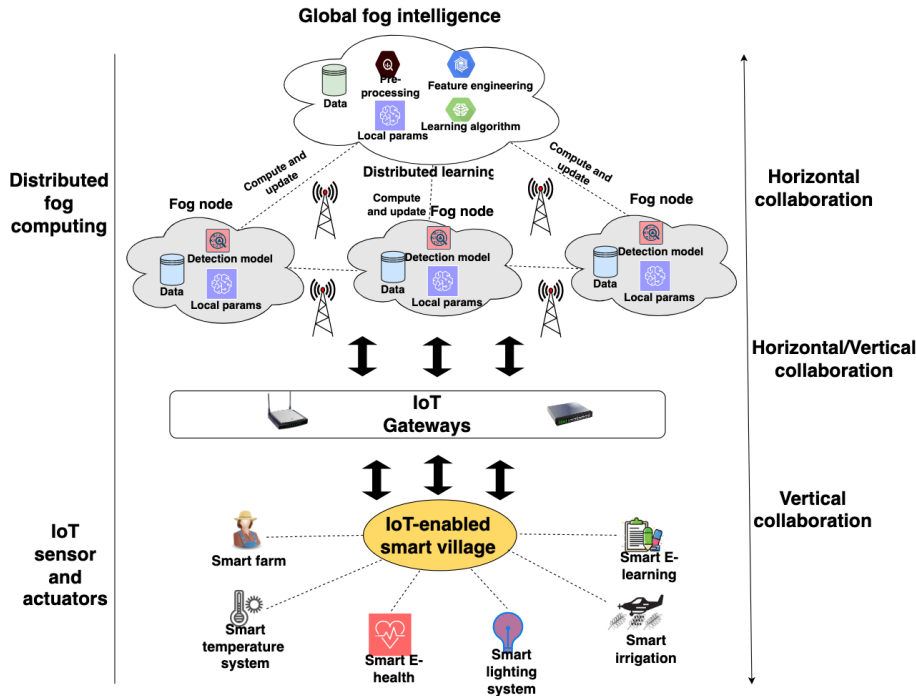 Global fog intelligence
Data
Pre-
processing
Feature engineering
Local params
Learning algorithm
Distributed learning
Compute and
update
Compute
and update
Compute and
update
Distributed
fog
computing
Horizontal
collaboration
Fog node
Detection model
Data
Local params
Fog node
Detection model
Data
Local params
Fog node
Detection model
Data
Local params
Horizontal/Vertical
collaboration
IoT
Gateways
Vertical
collaboration
IoT
sensor
and
actuators
IoT-enabled
smart village
Smart farm
Smart E-
learning
Smart
temperature
system
Smart E-
health
Smart
lighting
system
Smart
irrigation